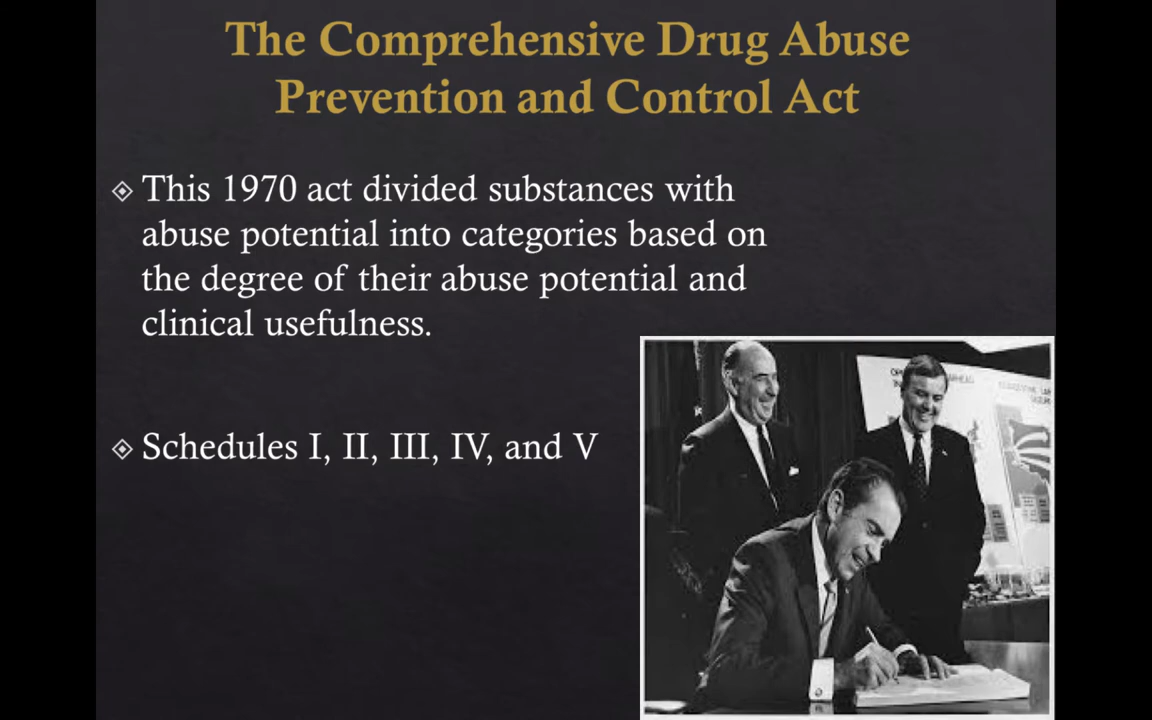 The Comprehensive Drug Abuse
Prevention and Control Act
This 1970 act divided substances with
abuse potential into categories based on
the degree of their abuse potential and
clinical usefulness.
Schedules I, II, III, IV, and V